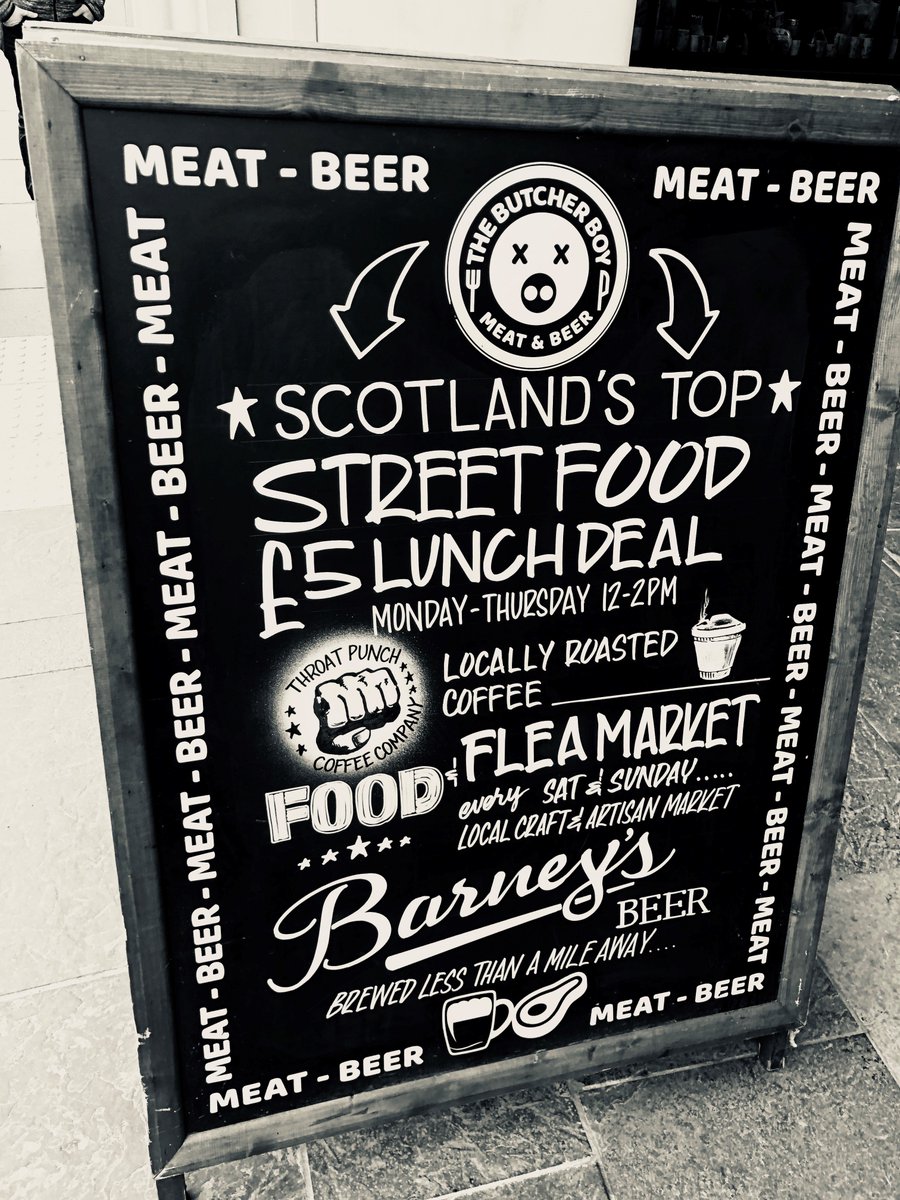 MEAT - BEER
MEAT - BEER
THE BUTCHER BOY
MEAT & BEER
MEAT - BEER - MEAT - BEER - MEAT - BEER - MEAT
MEAT - BEER - MEAT - BEER - MEAT - BEER - MEAT
SCOTLAND'S TOP
STREET FOOD
£5 LUNCH DEAL
MONDAY-THURSDAY 12-2PM
THROAT PUNCH
COFFEE COMPANY
LOCALLY ROASTED
COFFEE
FOOD & FLEA MARKET
every SAT & SUNDAY.....
LOCAL CRAFT & ARTISAN MARKET
Barney's
BEER
BREWED LESS THAN A MILE AWAY...
MEAT - BEER
MEAT - BEER